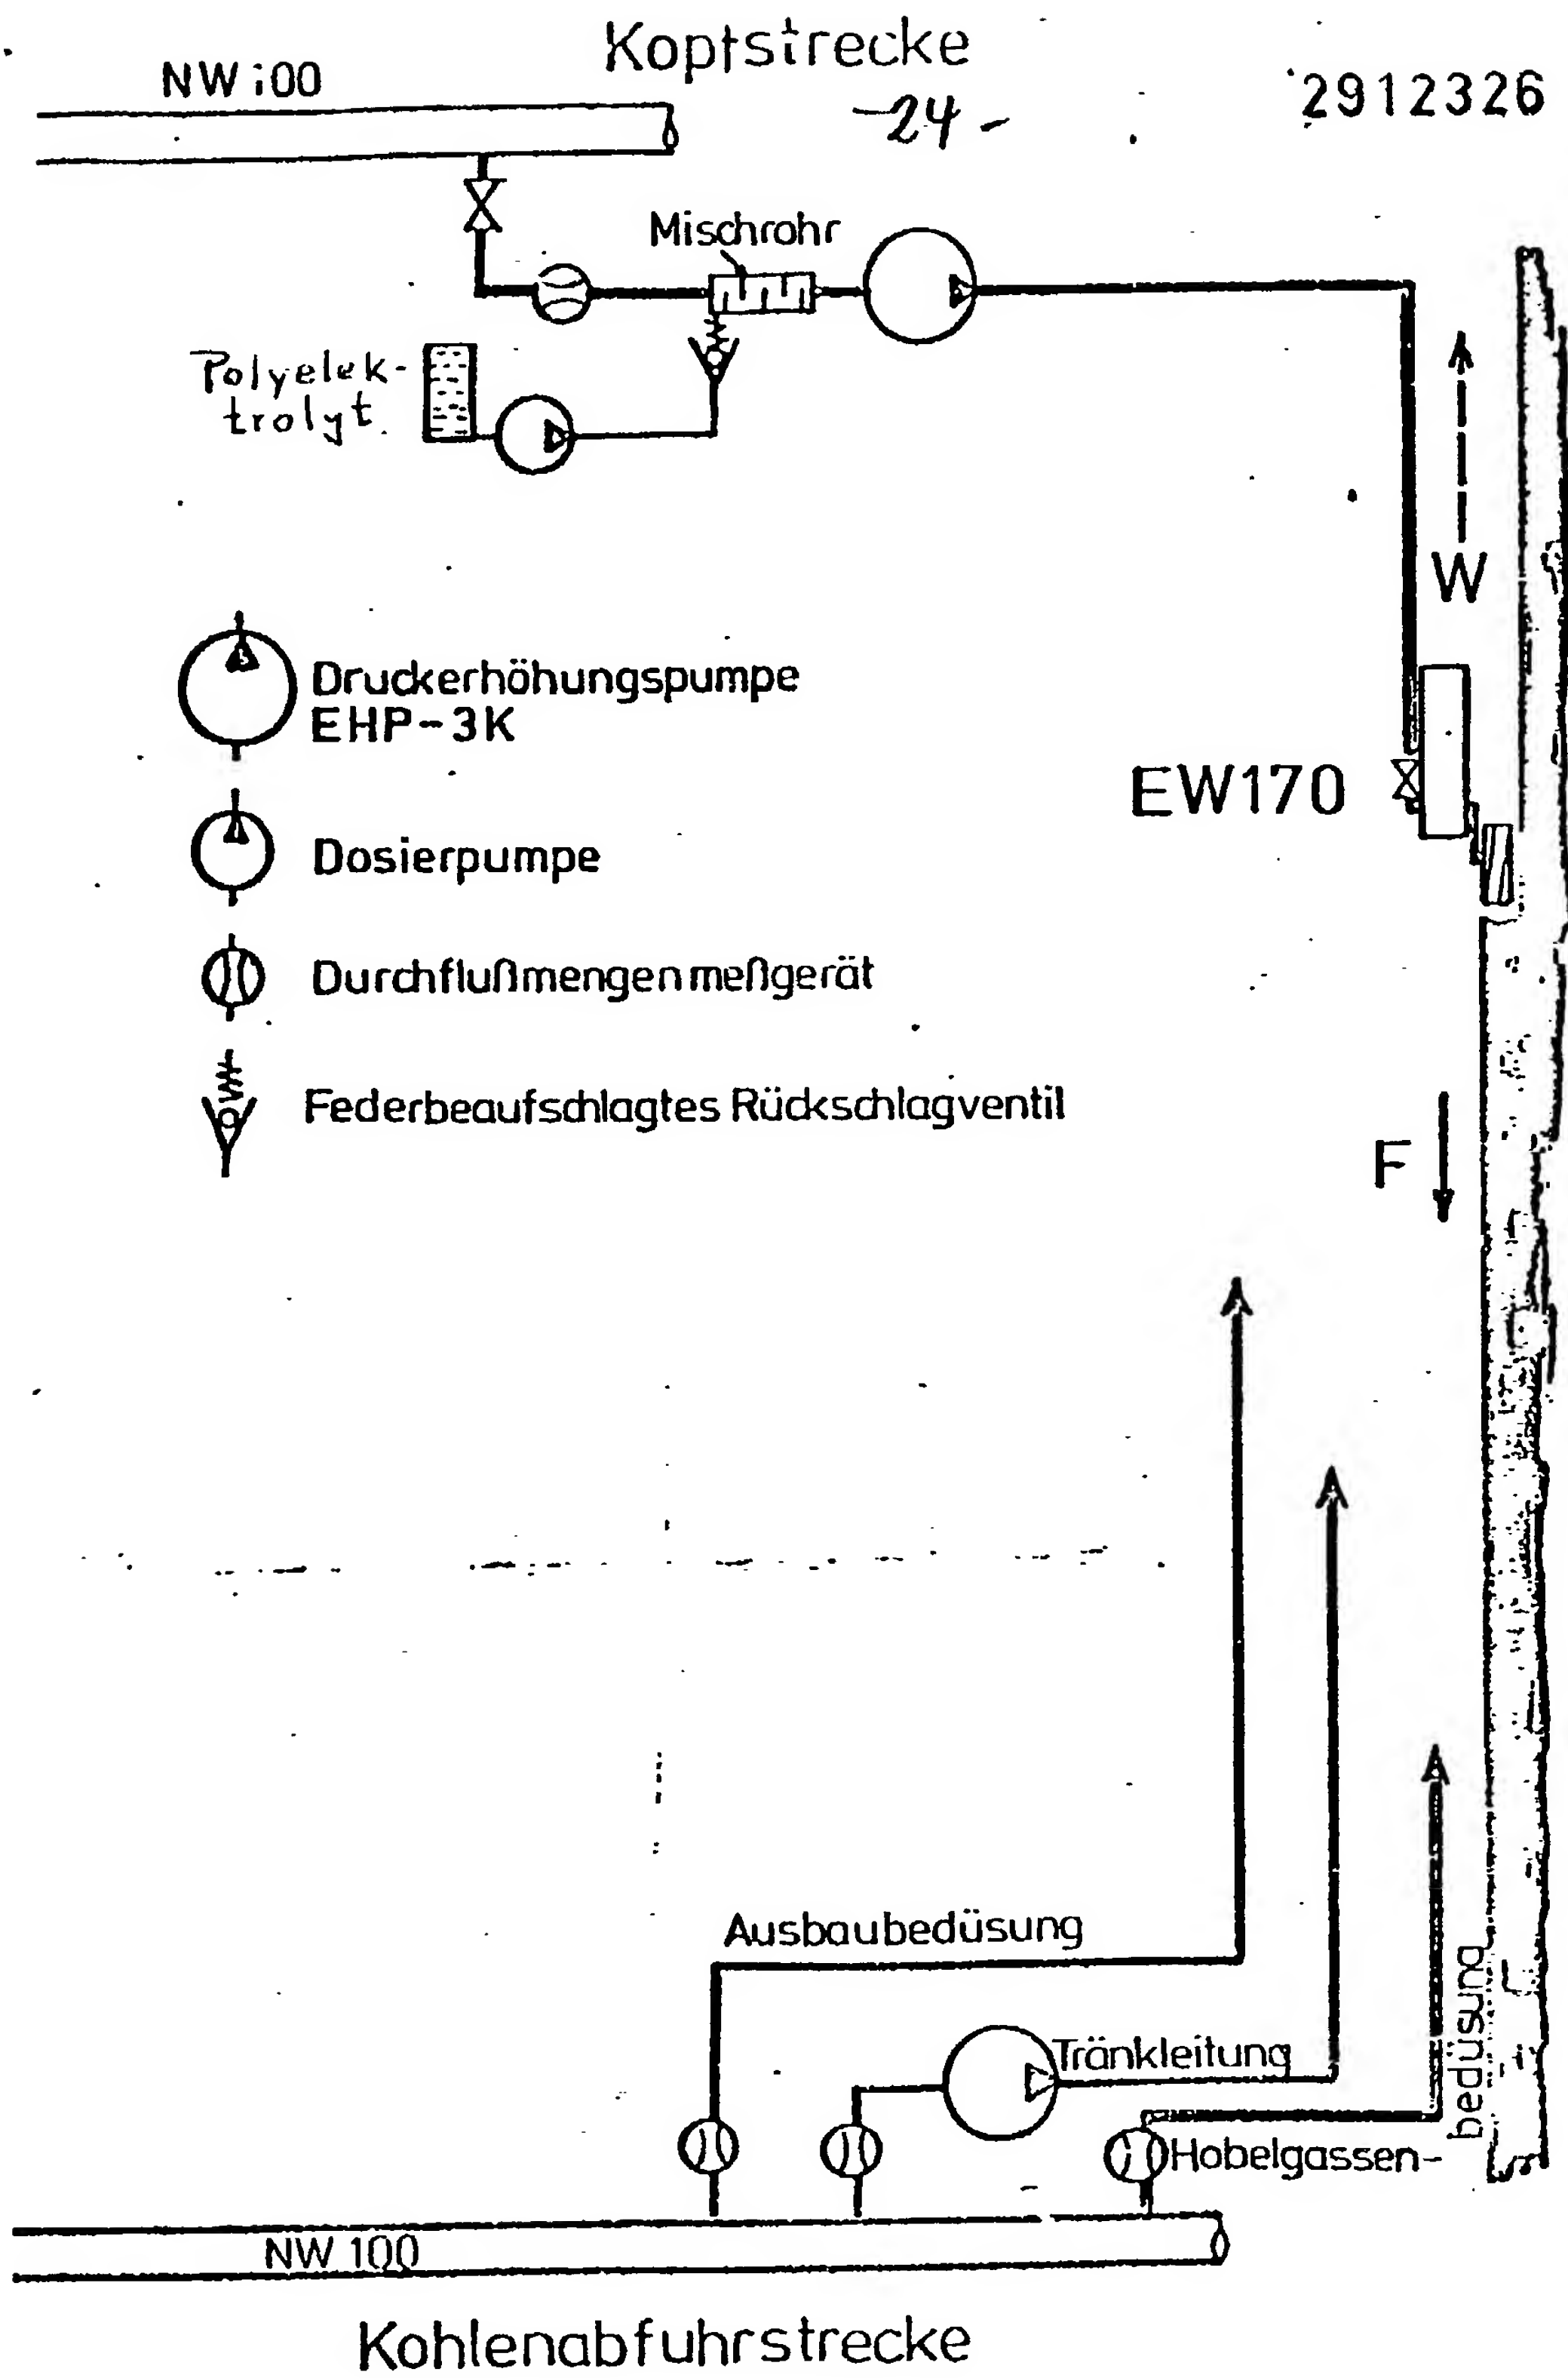 Kopfstrecke
NW 100
-24-
2912326
Mischrohr
Polyelek-
trolyt
W
Druckerhöhungspumpe
EHP-3K
EW170
Dosierpumpe
Durchflußmengenmeßgerät
Federbeaufschlagtes Rückschlagventil
F
Ausbaubedüsung
Tränkleitung
Hobelgassen-
bedüsung
NW 100
Kohlenabfuhrstrecke